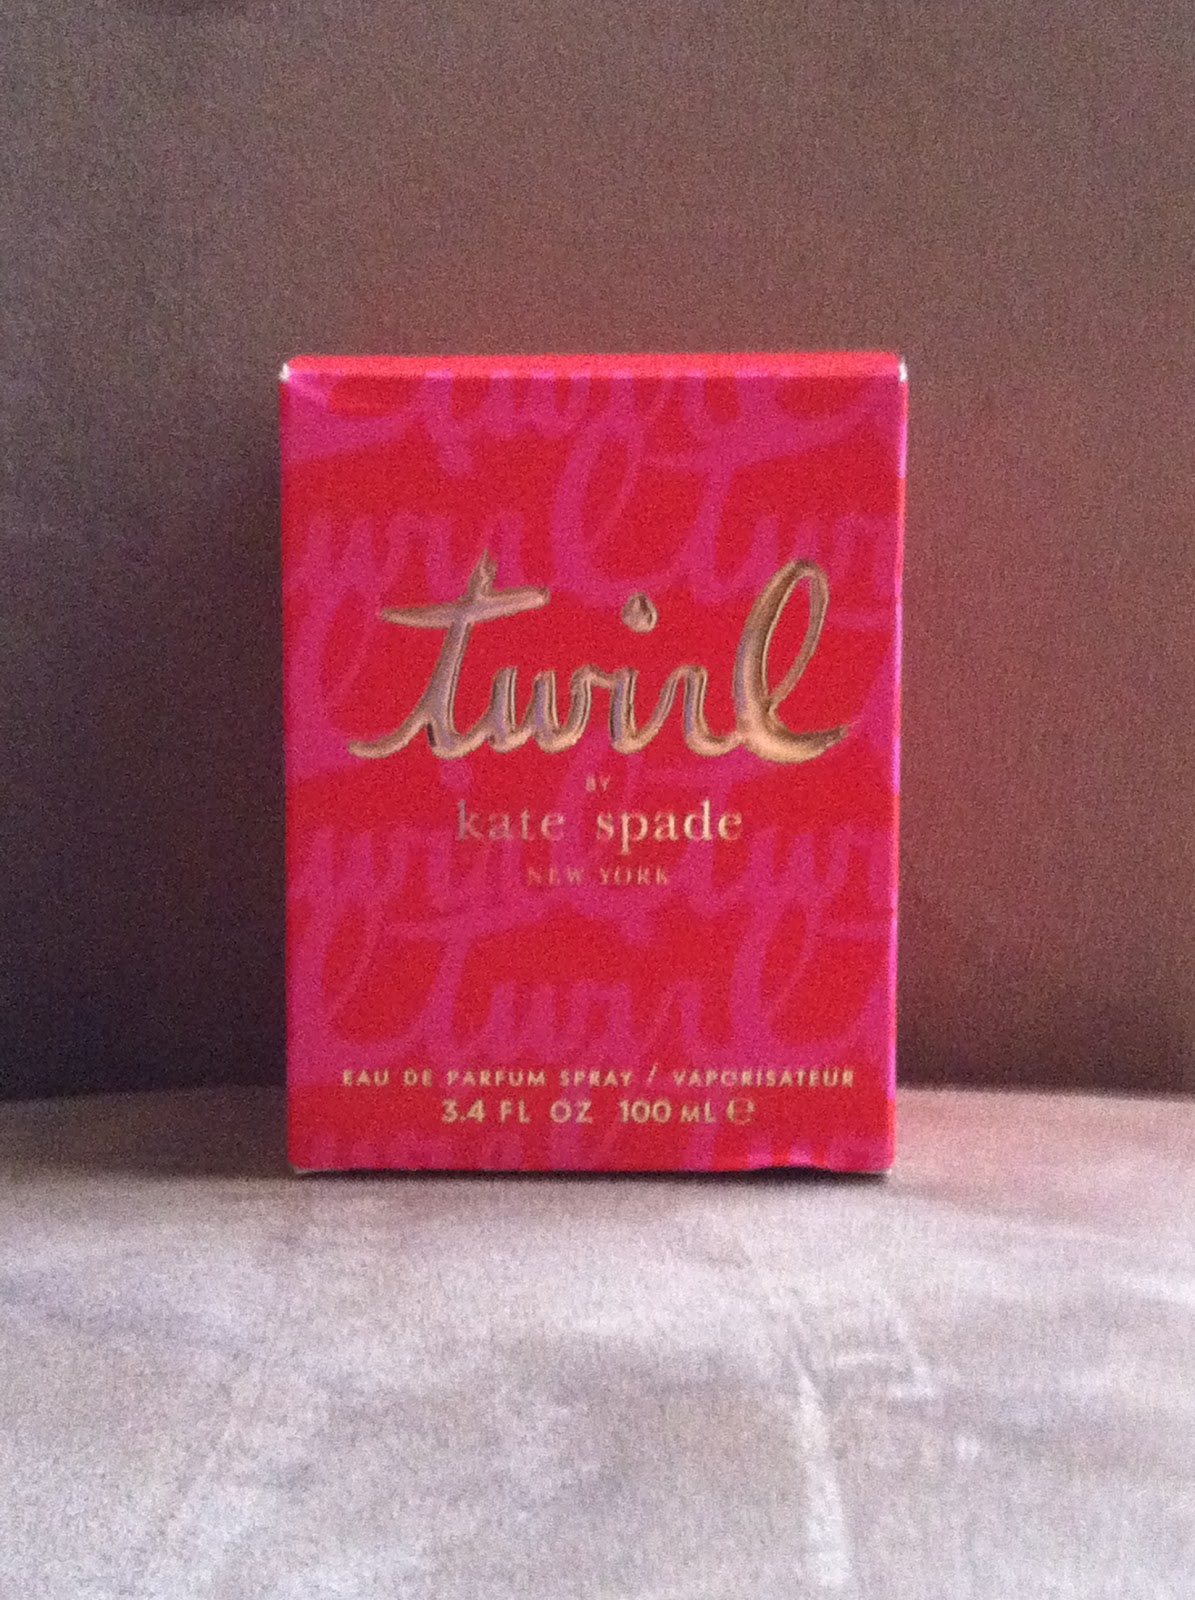 twirl
BY
kate spade
NEW YORK
EAU DE PARFUM SPRAY / VAPORISATEUR
3.4 FL OZ 100 ML ℮